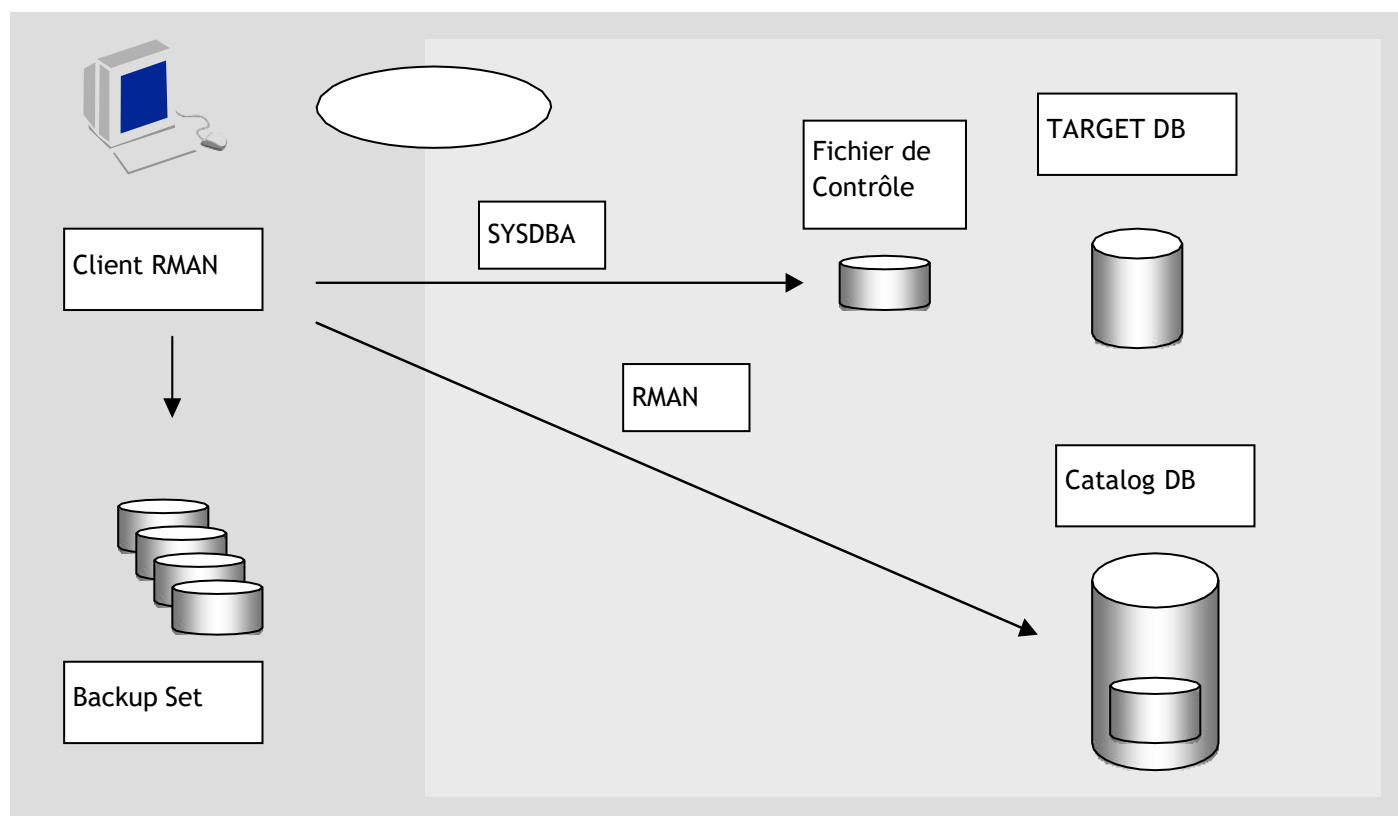 TARGET DB
Fichier de
Contrôle
SYSDBA
Client RMAN
RMAN
Catalog DB
Backup Set